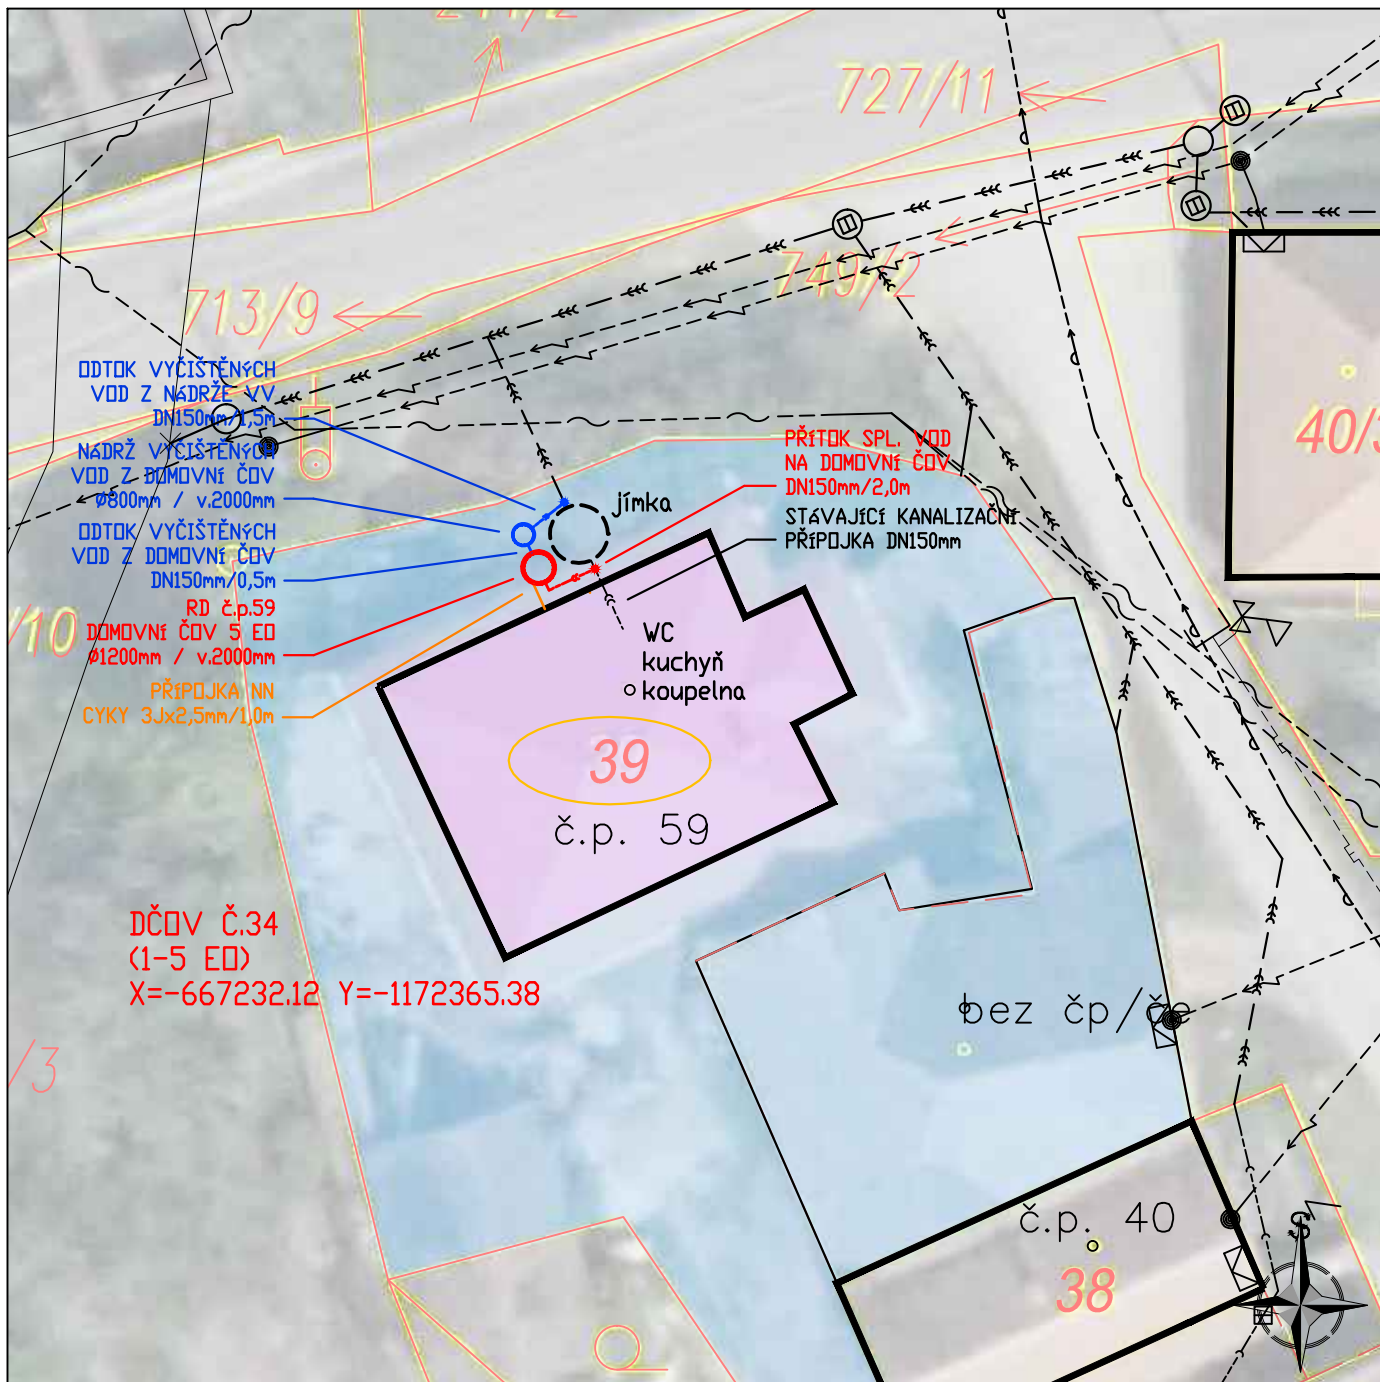 727/11
713/9
749/2
ODTOK VYČIŠTĚNÝCH
VOD Z NÁDRŽE VV
DN150mm/1,5m
NÁDRŽ VYČIŠTĚNÝCH
VOD Z DOMOVNÍ ČOV
Ø800mm / v.2000mm
ODTOK VYČIŠTĚNÝCH
VOD Z DOMOVNÍ ČOV
DN150mm/0,5m
RD č.p.59
DOMOVNÍ ČOV 5 EO
Ø1200mm / v.2000mm
PŘÍPOJKA NN
CYKY 3Jx2,5mm/1,0m
/10
PŘÍTOK SPL. VOD
NA DOMOVNÍ ČOV
DN150mm/2,0m
STÁVAJÍCÍ KANALIZAČNÍ
PŘÍPOJKA DN150mm
jímka
40/3
WC
kuchyň
koupelna
39
č.p. 59
DČOV Č.34
(1-5 EO)
X=-667232.12 Y=-1172365.38
bez čp/če
/3
č.p. 40
38
S